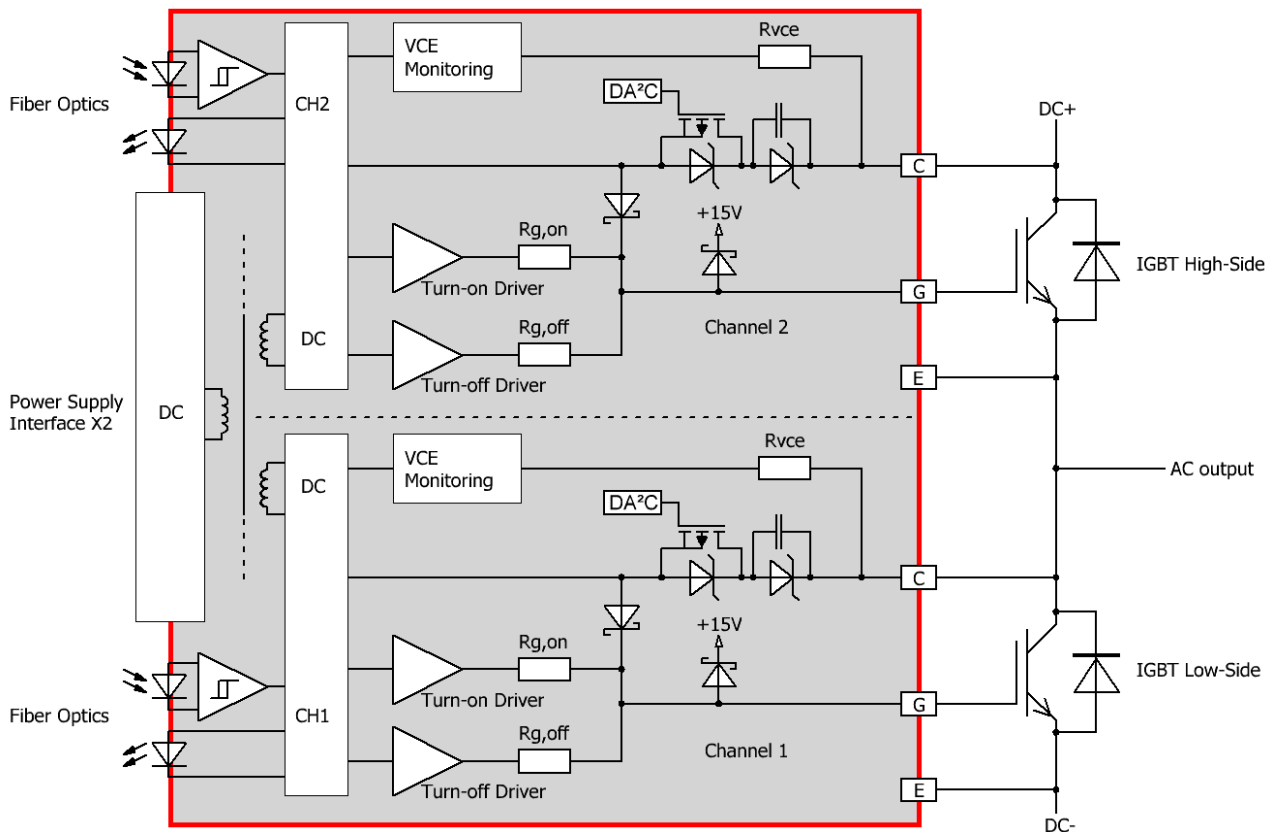 Fiber Optics
CH2
VCE
Monitoring
Rvce
DA²C
DC+
C
+15V
Rg,on
Turn-on Driver
G
IGBT High-Side
Channel 2
DC
Rg,off
Turn-off Driver
E
Power Supply
Interface X2
DC
DC
VCE
Monitoring
Rvce
AC output
DA²C
C
+15V
Rg,on
Turn-on Driver
IGBT Low-Side
Fiber Optics
CH1
G
Rg,off
Channel 1
Turn-off Driver
E
DC-